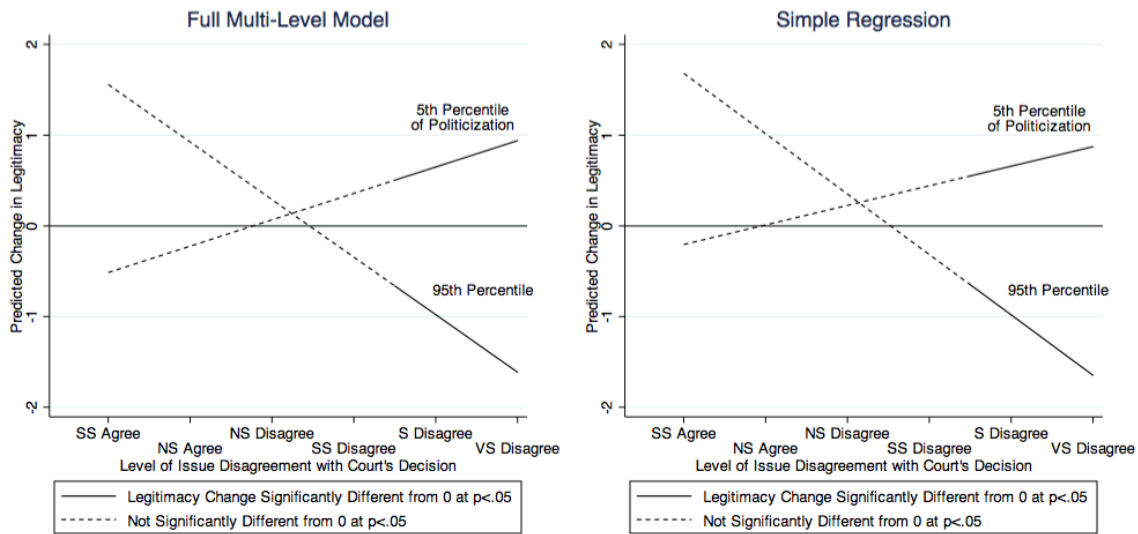 Full Multi-Level Model
Predicted Change in Legitimacy
2
1
0
-1
-2
5th Percentile
of Politicization
95th Percentile
SS Agree
NS Agree
NS Disagree
SS Disagree
S Disagree
VS Disagree
Level of Issue Disagreement with Court's Decision
Legitimacy Change Significantly Different from 0 at p<.05
Not Significantly Different from 0 at p<.05
Simple Regression
Predicted Change in Legitimacy
2
1
0
-1
-2
5th Percentile
of Politicization
95th Percentile
SS Agree
NS Agree
NS Disagree
SS Disagree
S Disagree
VS Disagree
Level of Issue Disagreement with Court's Decision
Legitimacy Change Significantly Different from 0 at p<.05
Not Significantly Different from 0 at p<.05